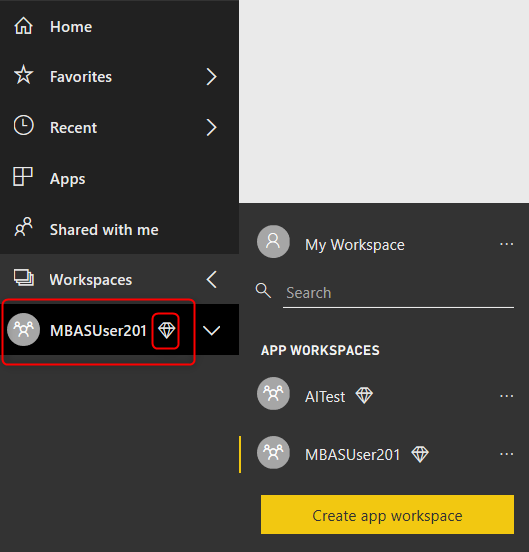 Home
Favorites
Recent
Apps
Shared with me
Workspaces
MBASUser201
My Workspace
Search
APP WORKSPACES
AITest
MBASUser201
Create app workspace